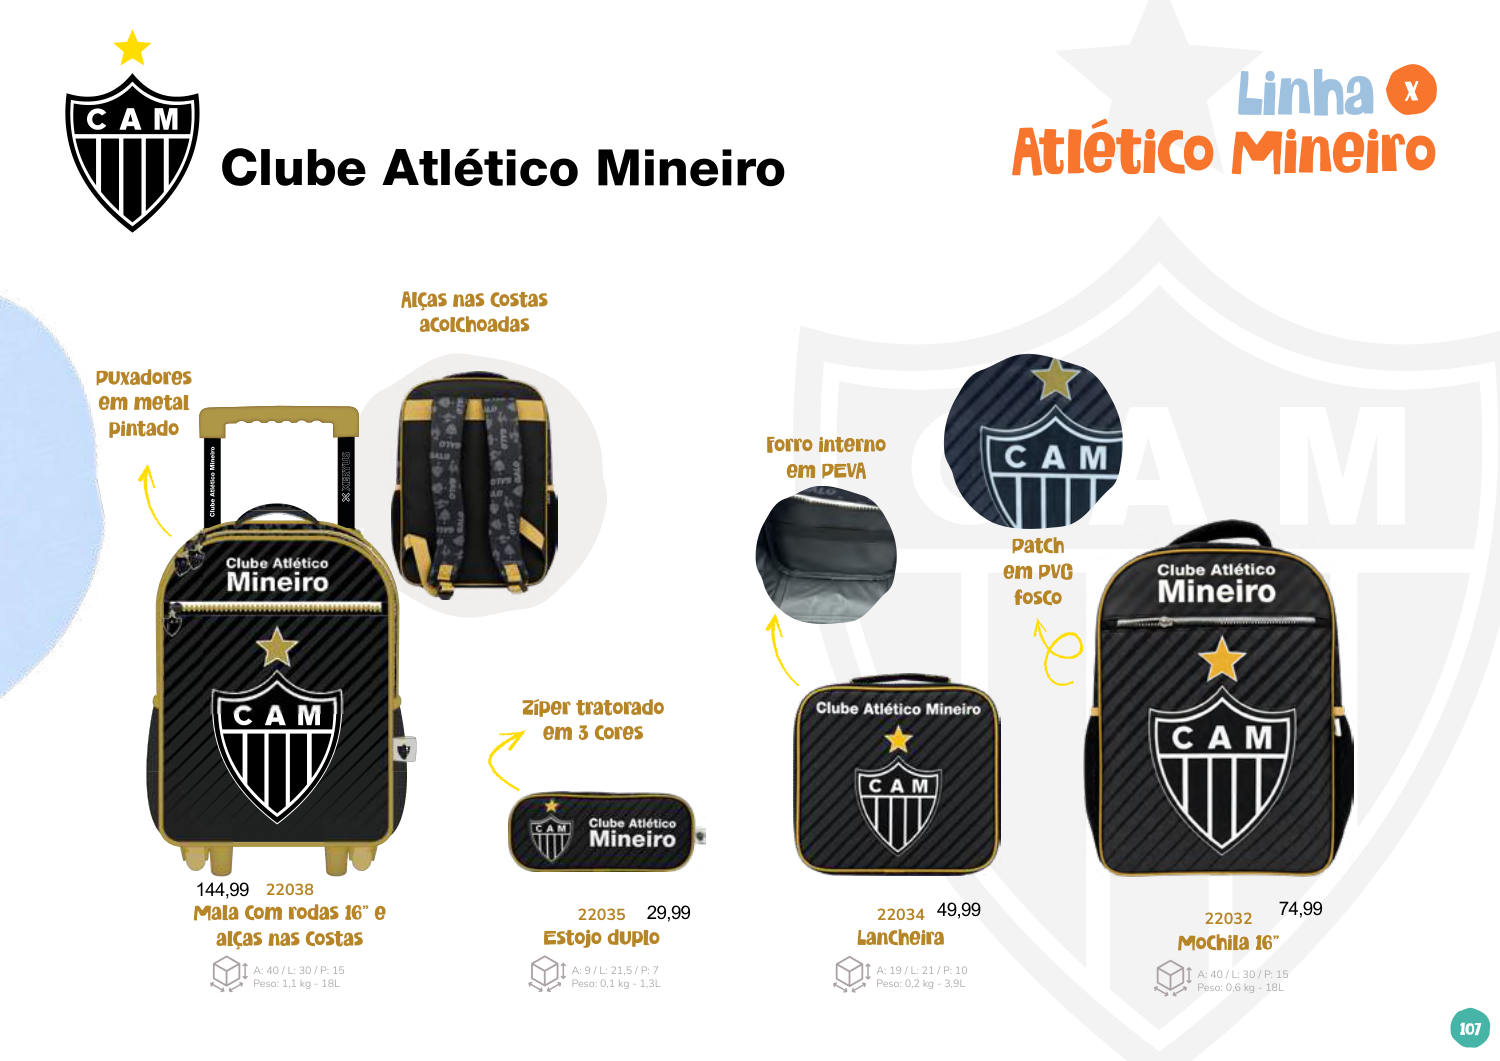 CAM
Clube Atlético Mineiro
Linha X
Atlético Mineiro
Alças nas costas
acolchoadas
Puxadores
em metal
pintado
Clube Atlético Mineiro
XERYUS
Clube Atlético
Mineiro
CAM
Forro interno
em PEVA
CAM
Patch
em PVC
fosco
Zíper tratorado
em 3 cores
CAM
Clube Atlético
Mineiro
Clube Atlético Mineiro
CAM
Clube Atlético
Mineiro
CAM
CAM
144,99 22038
Mala com rodas 16” e
alças nas costas
A: 40 / L: 30 / P: 15
Peso: 1,1 kg - 18L
22035 29,99
Estojo duplo
A: 9 / L: 21,5 / P: 7
Peso: 0,1 kg - 1,3L
22034 49,99
Lancheira
A: 19 / L: 21 / P: 10
Peso: 0,2 kg - 3,9L
22032 74,99
Mochila 16”
A: 40 / L: 30 / P: 15
Peso: 0,6 kg - 18L
107